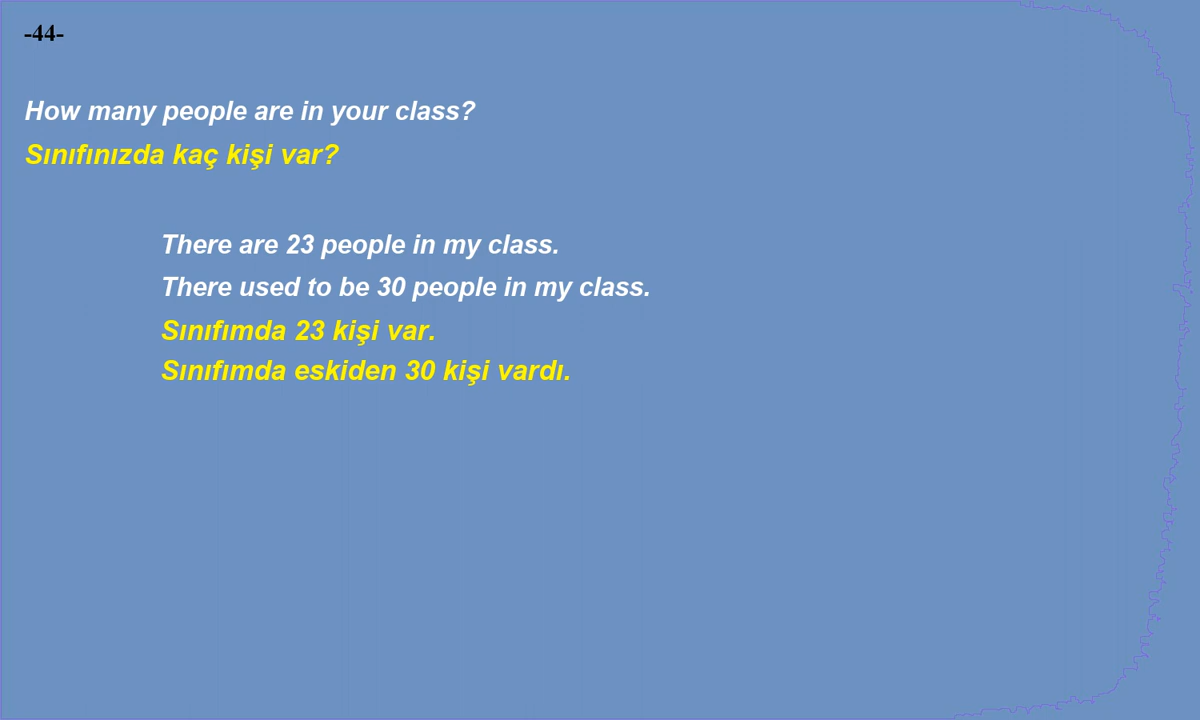 -44-
How many people are in your class?
Sınıfınızda kaç kişi var?
There are 23 people in my class.
There used to be 30 people in my class.
Sınıfımda 23 kişi var.
Sınıfımda eskiden 30 kişi vardı.